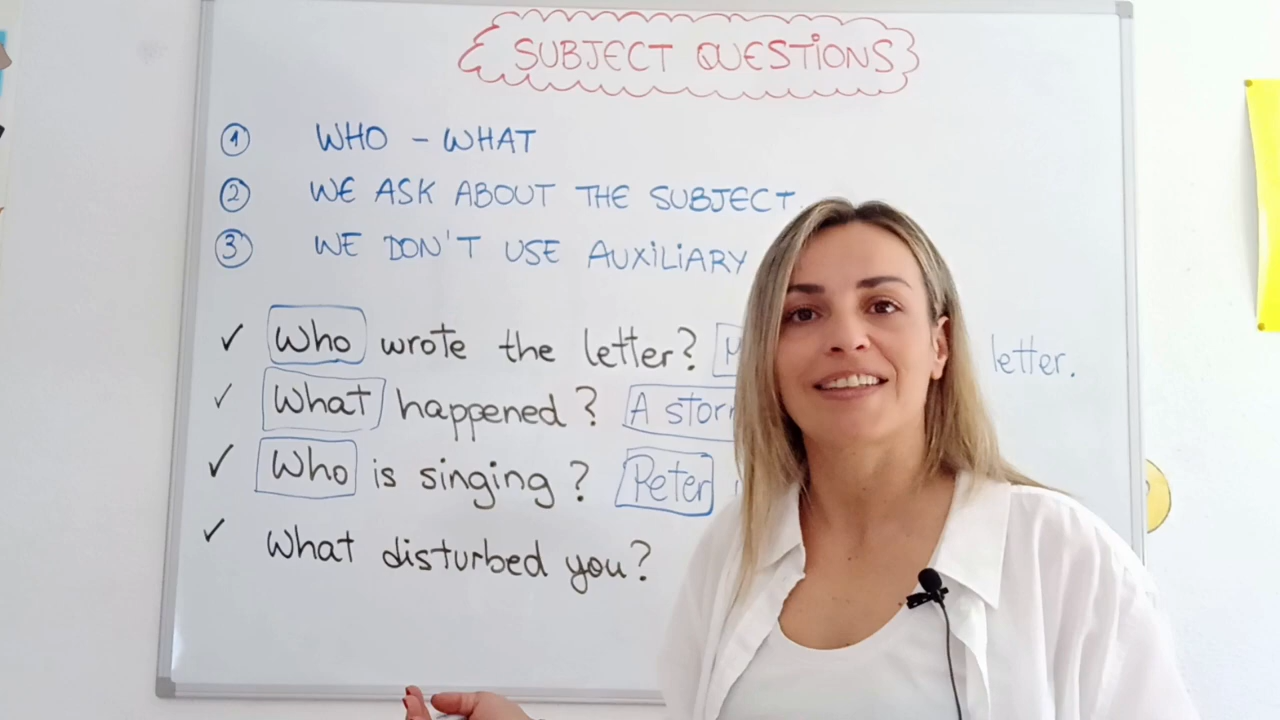 SUBJECT QUESTIONS
1 WHO - WHAT
2 WE ASK ABOUT THE SUBJECT.
3 WE DON'T USE AUXILIARY
✓ Who wrote the letter? letter.
✓ What happened? A
✓ Who is singing? Peter
✓ What disturbed you?